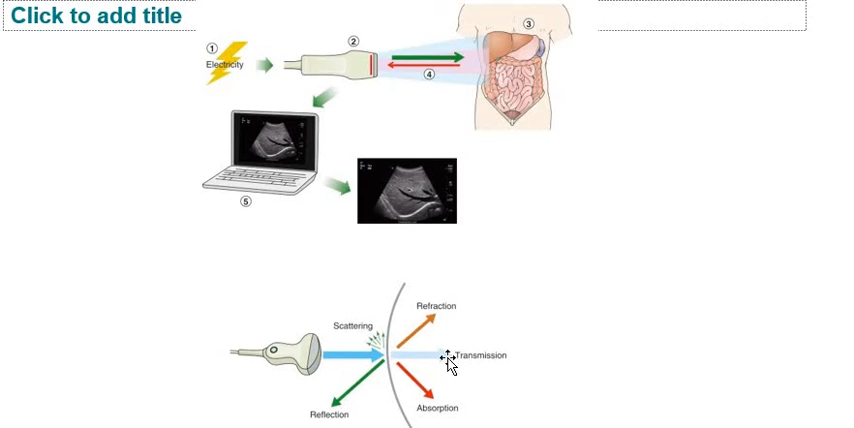 Click to add title
①
②
③
Electricity
④
⑤
Refraction
Scattering
Transmission
Absorption
Reflection